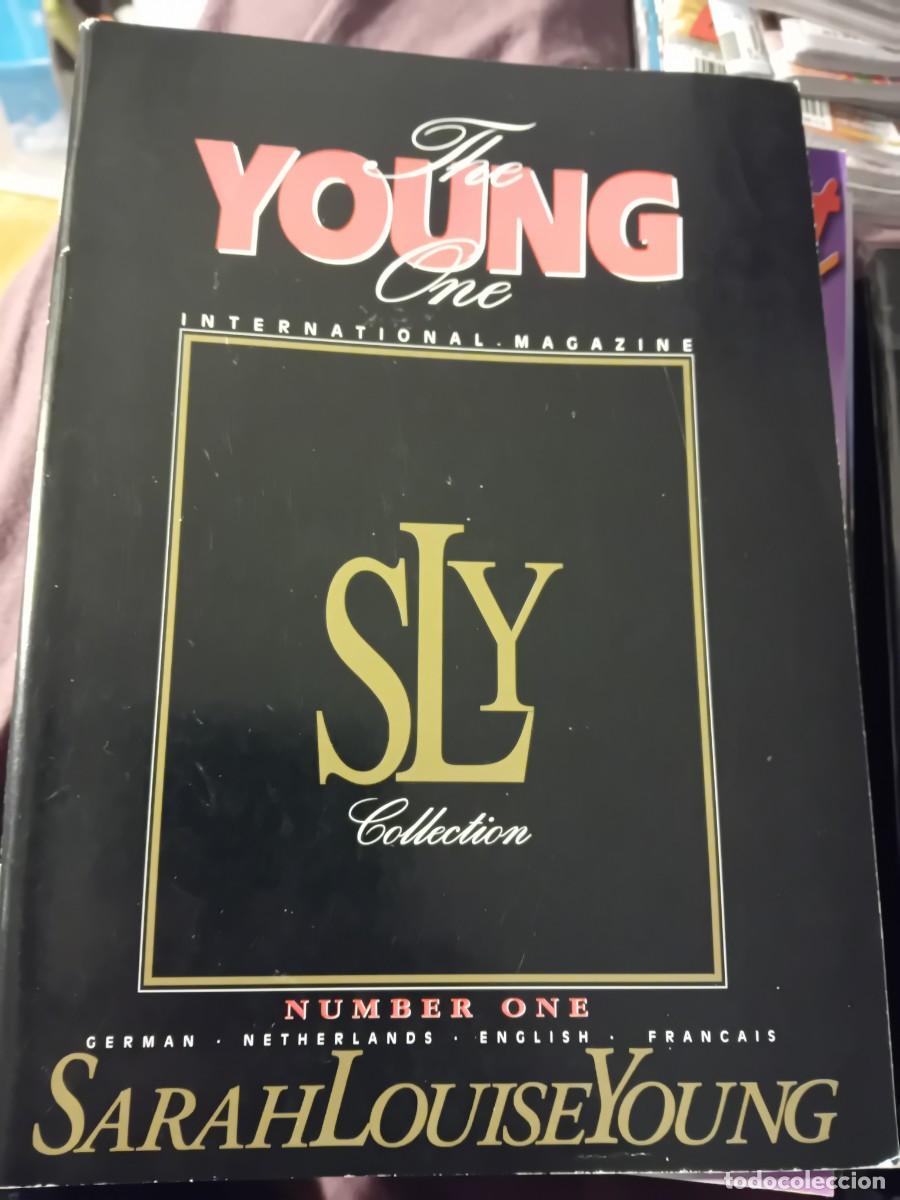 The
YOUNG
One
INTERNATIONAL.MAGAZINE
SLY
Collection
NUMBER ONE
GERMAN · NETHERLANDS · ENGLISH · FRANCAIS
SARAHLOUISEYOUNG
todocoleccion